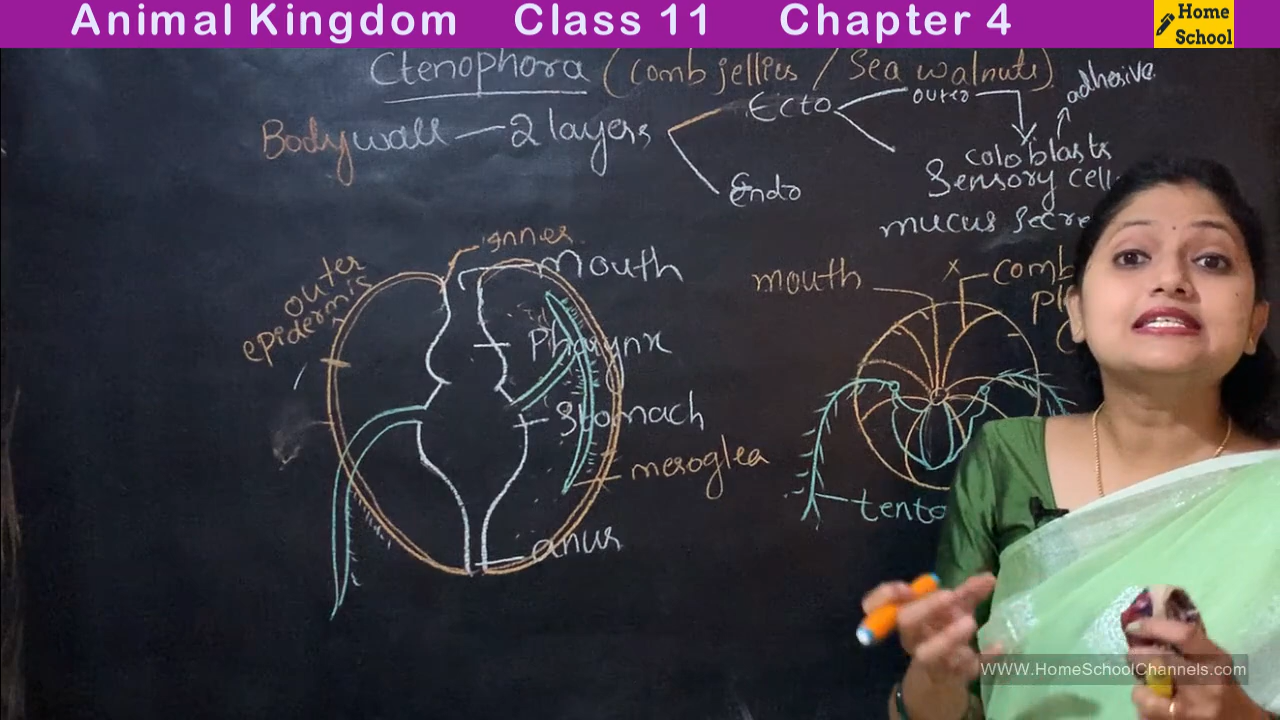 Animal Kingdom Class 11 Chapter 4
Home
School
Ctenophora (Comb jellies / Sea walnuts)
Bodywall — 2 layers
Ecto
outer
adhesive
coloblasts
Sensory cell
mucus secre
Endo
inner
mouth
outer
epidermis
Pharynx
Stomach
mesoglea
anus
mouth
x
comb
pl
tenta
WWW.HomeSchoolChannels.com